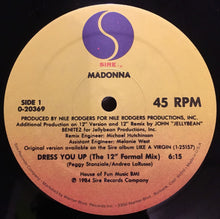 SIRE
MADONNA
SIDE 1
0-20369
45 RPM
PRODUCED BY NILE RODGERS FOR NILE RODGERS PRODUCTIONS, INC.
Additional Production on 12" Version and 12" Remix by JOHN "JELLYBEAN"
BENITEZ for Jellybean Productions, Inc.
Remix Engineer: Michael Hutchinson
Assistant Engineer: Melanie West
Original version available on the Sire album LIKE A VIRGIN (1-25157)
DRESS YOU UP (The 12" Formal Mix) 6:15
(Peggy Stanziale/Andrea LaRusso)
House of Fun Music BMI
℗ 1984 Sire Records Company